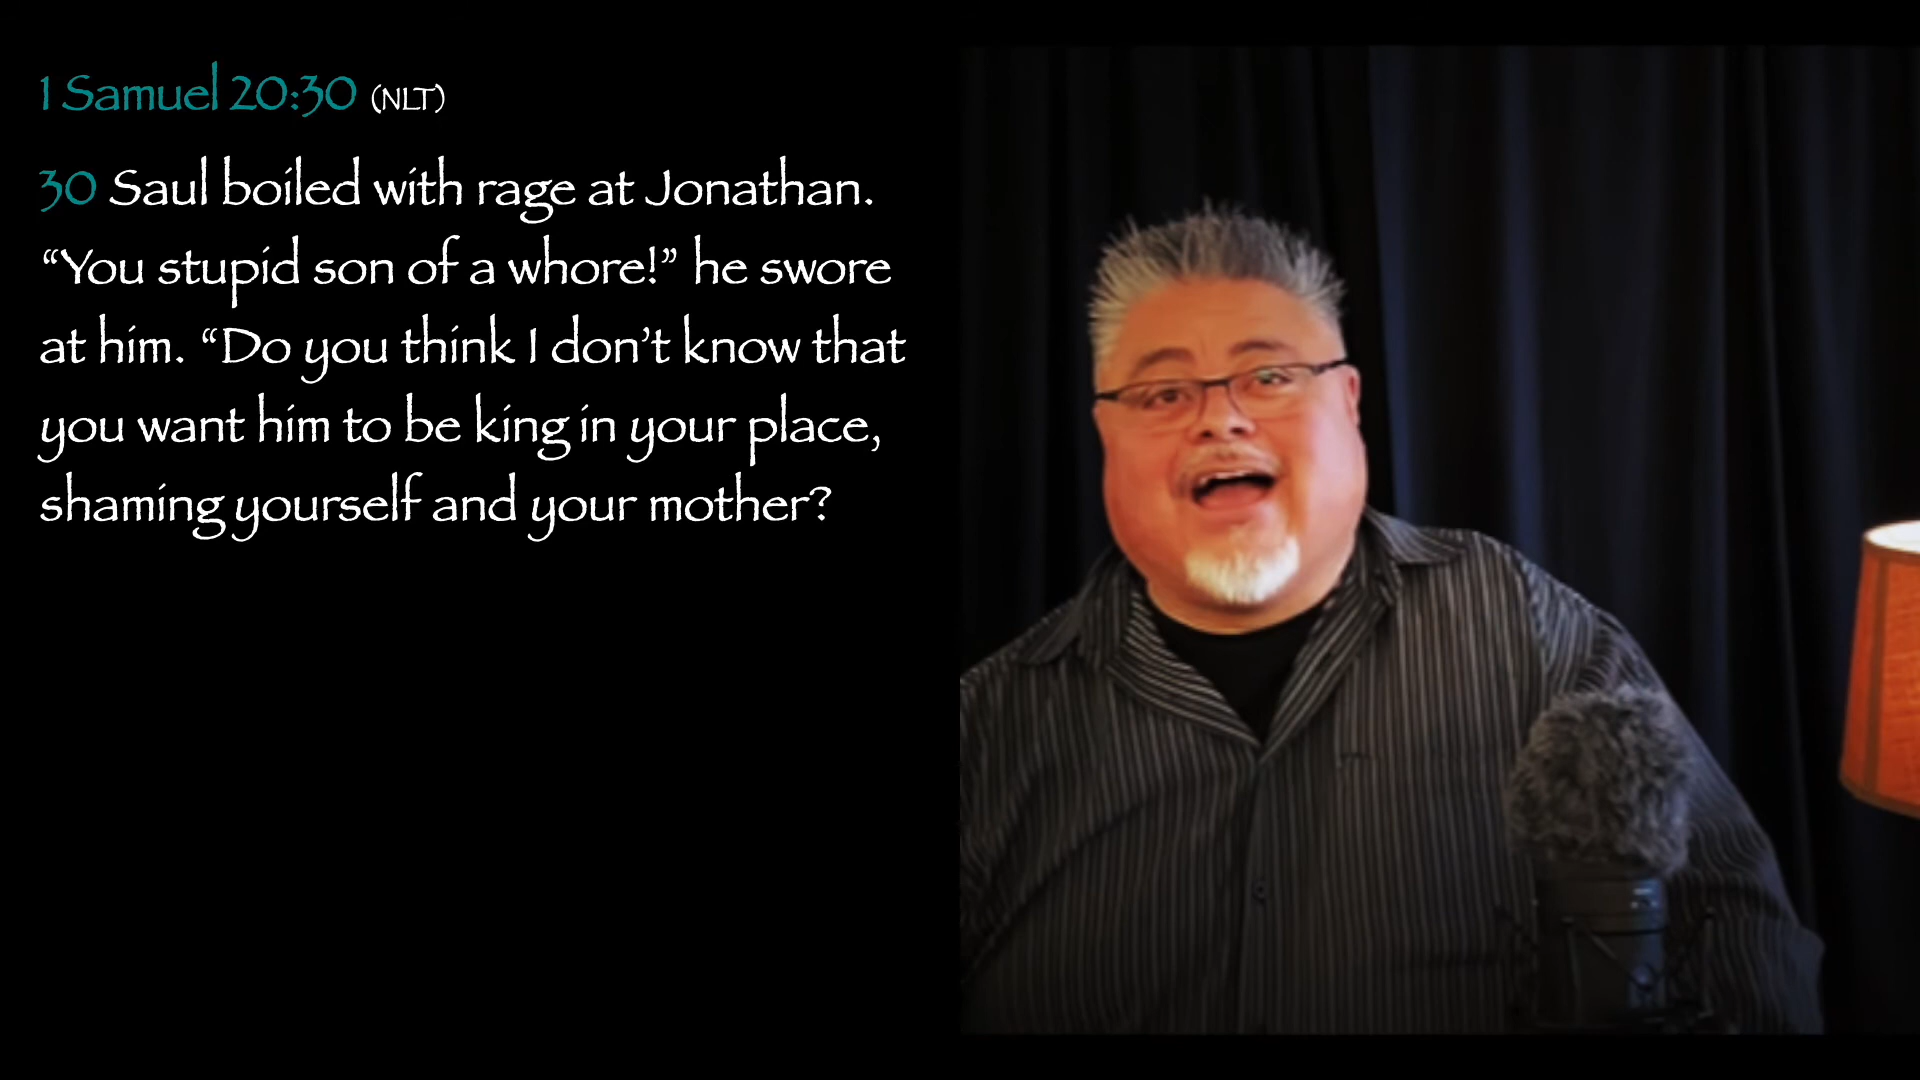 1 Samuel 20:30 (NLT)
30 Saul boiled with rage at Jonathan.
“You stupid son of a whore!” he swore
at him. “Do you think I don’t know that
you want him to be king in your place,
shaming yourself and your mother?